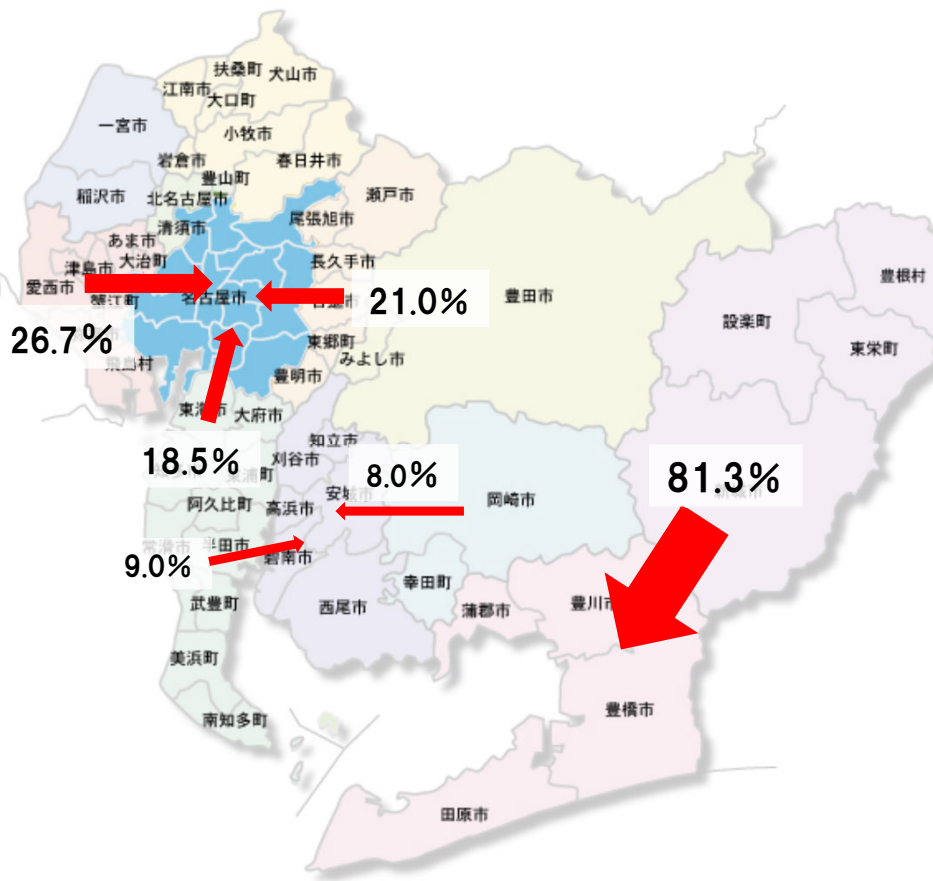 扶桑町
犬山市
江南市
大口町
一宮市
小牧市
岩倉市
春日井市
豊山町
瀬戸市
稲沢市
北名古屋市
尾張旭市
清須市
あま市
津島市
大治町
長久手市
愛西市
名古屋市
豊田市
豊根村
蟹江町
21.0%
設楽町
26.7%
東郷町
東栄町
みよし市
飛島村
豊明市
大府市
知立市
18.5%
刈谷市
8.0%
81.3%
安城市
岡崎市
阿久比町
高浜市
半田市
常滑市
碧南市
9.0%
幸田町
武豊町
西尾市
蒲郡市
豊川市
美浜町
南知多町
豊橋市
田原市